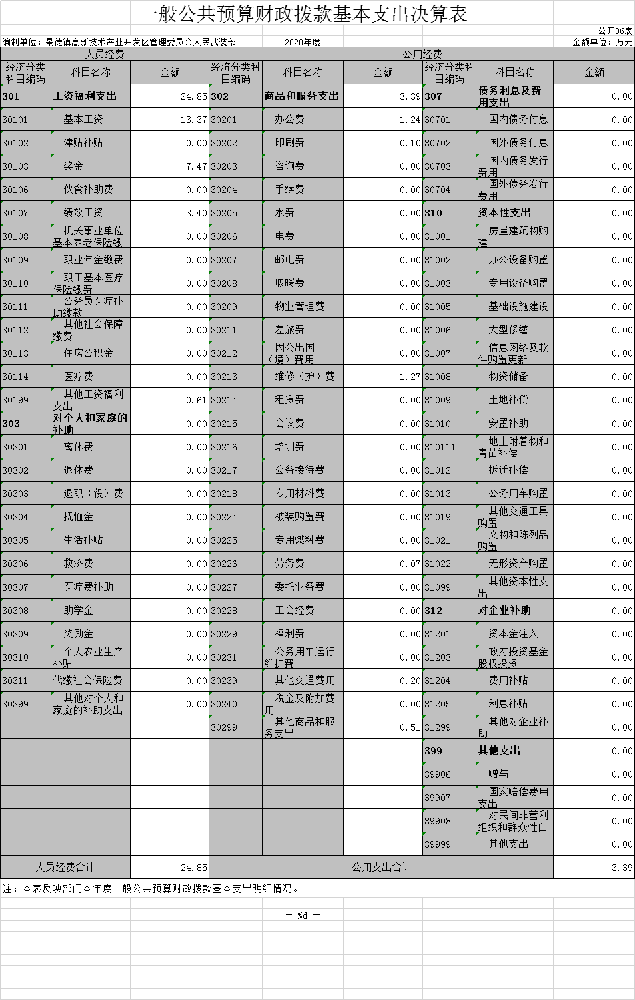 一般公共预算财政拨款基本支出决算表
公开06表
编制单位：景德镇高新技术产业开发区管理委员会人民武装部 2020年度 金额单位：万元
人员经费 公用经费
经济分类科目编码 科目名称 金额 经济分类科目编码 科目名称 金额 经济分类科目编码 科目名称 金额
301 工资福利支出 24.85 302 商品和服务支出 3.39 307 债务利息及费用支出 0.00
30101 基本工资 13.37 30201 办公费 1.24 30701 国内债务付息 0.00
30102 津贴补贴 0.00 30202 印刷费 0.10 30702 国外债务付息 0.00
30103 奖金 7.47 30203 咨询费 0.00 30703 国内债务发行费用 0.00
30106 伙食补助费 0.00 30204 手续费 0.00 30704 国外债务发行费用 0.00
30107 绩效工资 3.40 30205 水费 0.00 310 资本性支出 0.00
30108 机关事业单位基本养老保险缴 0.00 30206 电费 0.00 31001 房屋建筑物购建 0.00
30109 职业年金缴费 0.00 30207 邮电费 0.00 31002 办公设备购置 0.00
30110 职工基本医疗保险缴费 0.00 30208 取暖费 0.00 31003 专用设备购置 0.00
30111 公务员医疗补助缴款 0.00 30209 物业管理费 0.00 31005 基础设施建设 0.00
30112 其他社会保障缴费 0.00 30211 差旅费 0.00 31006 大型修缮 0.00
30113 住房公积金 0.00 30212 因公出国（境）费用 0.00 31007 信息网络及软件购置更新 0.00
30114 医疗费 0.00 30213 维修（护）费 1.27 31008 物资储备 0.00
30199 其他工资福利支出 0.61 30214 租赁费 0.00 31009 土地补偿 0.00
303 对个人和家庭的补助 0.00 30215 会议费 0.00 31010 安置补助 0.00
30301 离休费 0.00 30216 培训费 0.00 310111 地上附着物和青苗补偿 0.00
30302 退休费 0.00 30217 公务接待费 0.00 31012 拆迁补偿 0.00
30303 退职（役）费 0.00 30218 专用材料费 0.00 31013 公务用车购置 0.00
30304 抚恤金 0.00 30224 被装购置费 0.00 31019 其他交通工具购置 0.00
30305 生活补贴 0.00 30225 专用燃料费 0.00 31021 文物和陈列品购置 0.00
30306 救济费 0.00 30226 劳务费 0.07 31022 无形资产购置 0.00
30307 医疗费补助 0.00 30227 委托业务费 0.00 31099 其他资本性支出 0.00
30308 助学金 0.00 30228 工会经费 0.00 312 对企业补助 0.00
30309 奖励金 0.00 30229 福利费 0.00 31201 资本金注入 0.00
30310 个人农业生产补贴 0.00 30231 公务用车运行维护费 0.00 31203 政府投资基金股权投资 0.00
30311 代缴社会保险费 0.00 30239 其他交通费用 0.20 31204 费用补贴 0.00
30399 其他对个人和家庭的补助支出 0.00 30240 税金及附加费用 0.00 31205 利息补贴 0.00
30299 其他商品和服务支出 0.51 31299 其他对企业补助 0.00
399 其他支出 0.00
39906 赠与 0.00
39907 国家赔偿费用支出 0.00
39908 对民间非营利组织和群众性自 0.00
39999 其他支出 0.00
人员经费合计 24.85 公用支出合计 3.39
注：本表反映部门本年度一般公共预算财政拨款基本支出明细情况。
— %d —